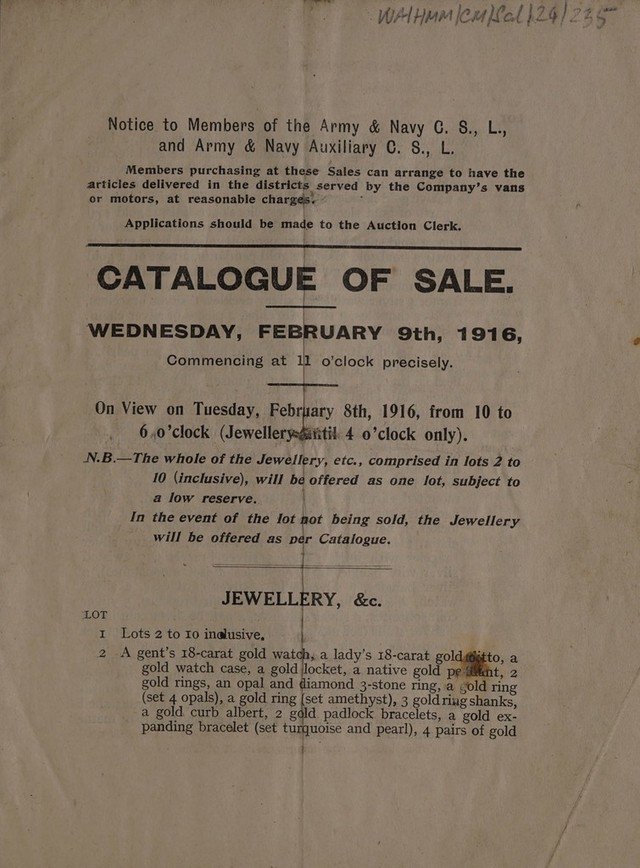 WA/HMM/CM/Sal/24/235
Notice to Members of the Army & Navy C. S., L.,
and Army & Navy Auxiliary C. S., L.
Members purchasing at these Sales can arrange to have the
articles delivered in the districts served by the Company's vans
or motors, at reasonable charges.
Applications should be made to the Auction Clerk.
CATALOGUE OF SALE.
WEDNESDAY, FEBRUARY 9th, 1916,
Commencing at 11 o'clock precisely.
On View on Tuesday, February 8th, 1916, from 10 to
6 o'clock (Jewellery until 4 o'clock only).
N.B.—The whole of the Jewellery, etc., comprised in lots 2 to
10 (inclusive), will be offered as one lot, subject to
a low reserve.
In the event of the lot not being sold, the Jewellery
will be offered as per Catalogue.
JEWELLERY, &c.
LOT
1 Lots 2 to 10 inclusive.
2 A gent's 18-carat gold watch, a lady's 18-carat gold ditto, a
gold watch case, a gold locket, a native gold pendant, 2
gold rings, an opal and diamond 3-stone ring, a gold ring
(set 4 opals), a gold ring (set amethyst), 3 gold ring shanks,
a gold curb albert, 2 gold padlock bracelets, a gold ex-
panding bracelet (set turquoise and pearl), 4 pairs of gold